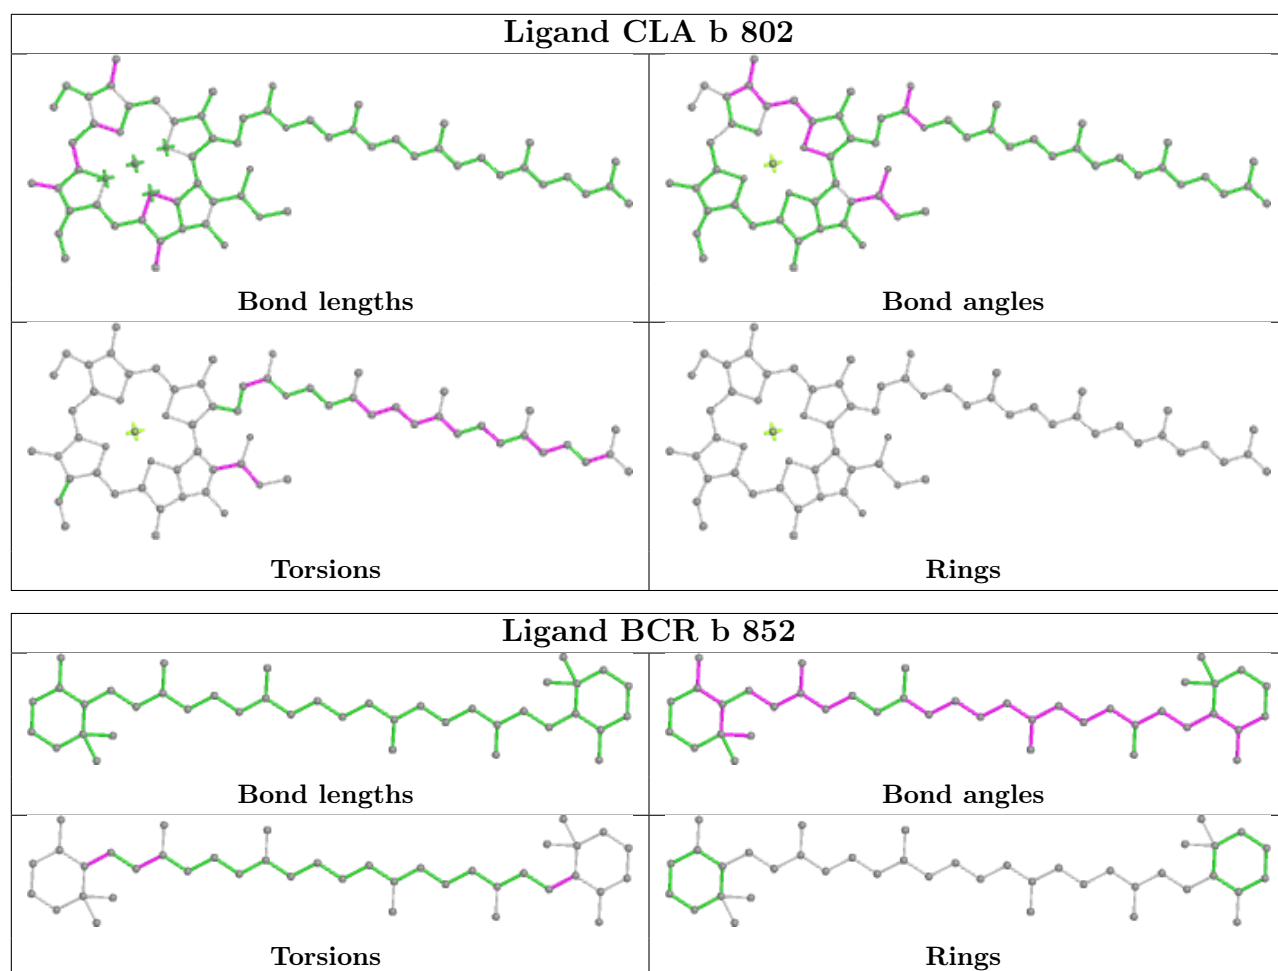 Ligand CLA b 802
Bond lengths
Bond angles
Torsions
Rings
Ligand BCR b 852
Bond lengths
Bond angles
Torsions
Rings